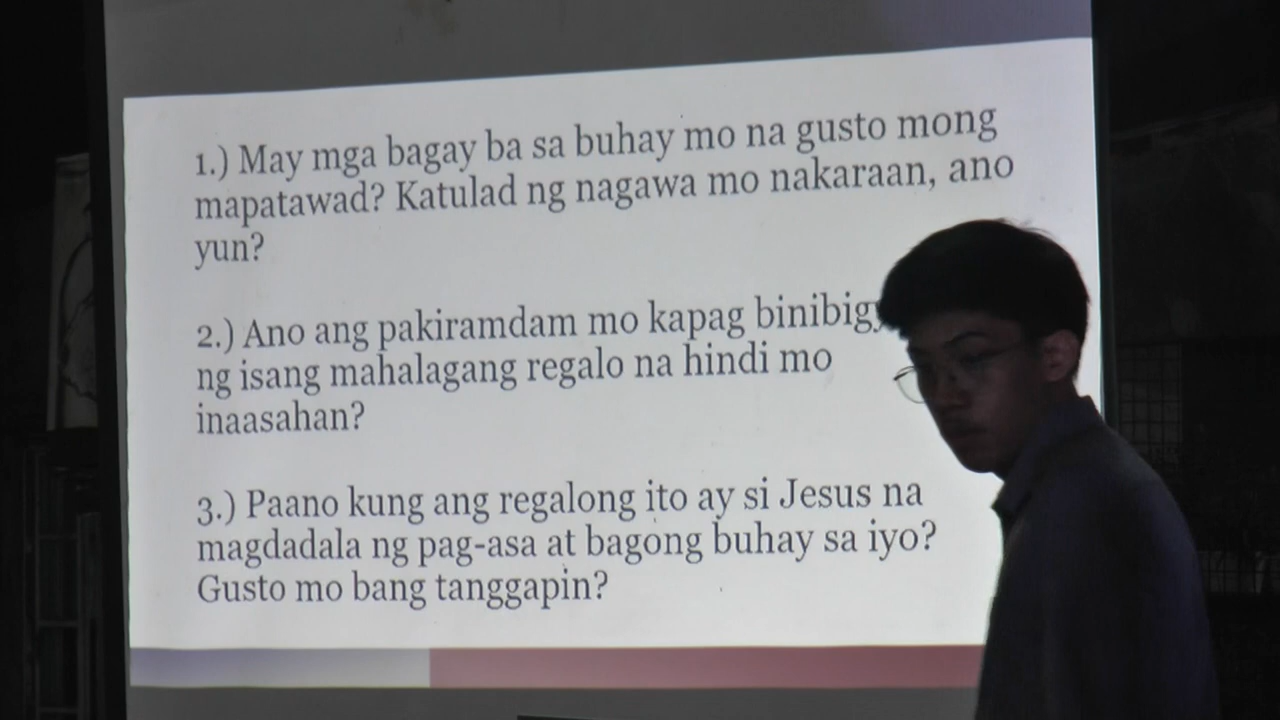 1.) May mga bagay ba sa buhay mo na gusto mong
mapatawad? Katulad ng nagawa mo nakaraan, ano
yun?
2.) Ano ang pakiramdam mo kapag
ng isang mahalagang regalo na hindi mo
inaasahan?
3.) Paano kung ang regalong ito ay si Jesus na
magdadala ng pag-asa at bagong buhay sa iyo?
Gusto mo bang tanggapin?